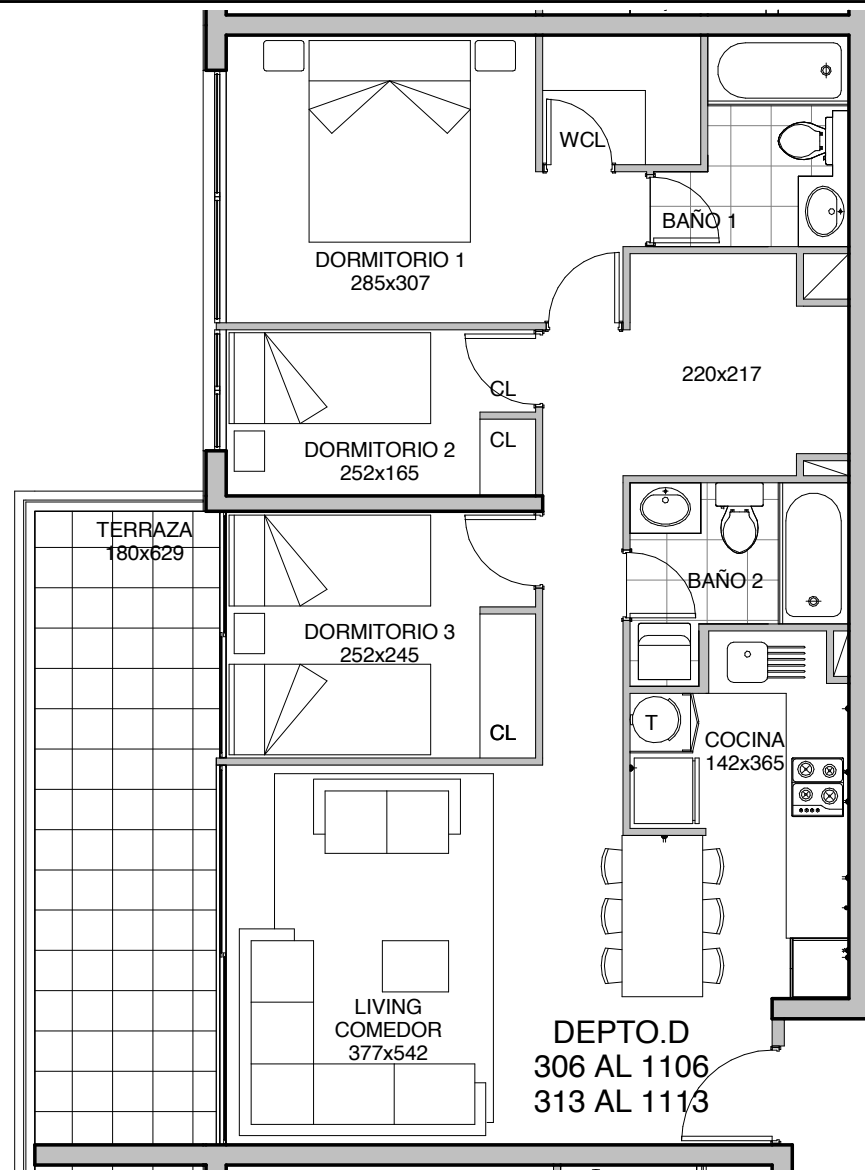 WCL
BAÑO 1
DORMITORIO 1
285x307
220x217
CL
CL
DORMITORIO 2
252x165
TERRAZA
180x629
BAÑO 2
DORMITORIO 3
252x245
T
CL
COCINA
142x365
LIVING
COMEDOR
377x542
DEPTO.D
306 AL 1106
313 AL 1113